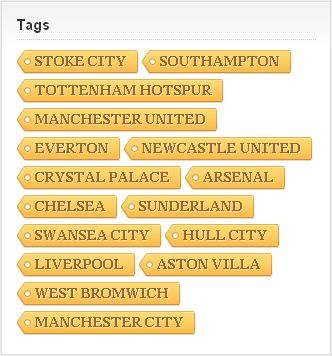 Tags
STOKE CITY SOUTHAMPTON
TOTTENHAM HOTSPUR
MANCHESTER UNITED
EVERTON NEWCASTLE UNITED
CRYSTAL PALACE ARSENAL
CHELSEA SUNDERLAND
SWANSEA CITY HULL CITY
LIVERPOOL ASTON VILLA
WEST BROMWICH
MANCHESTER CITY